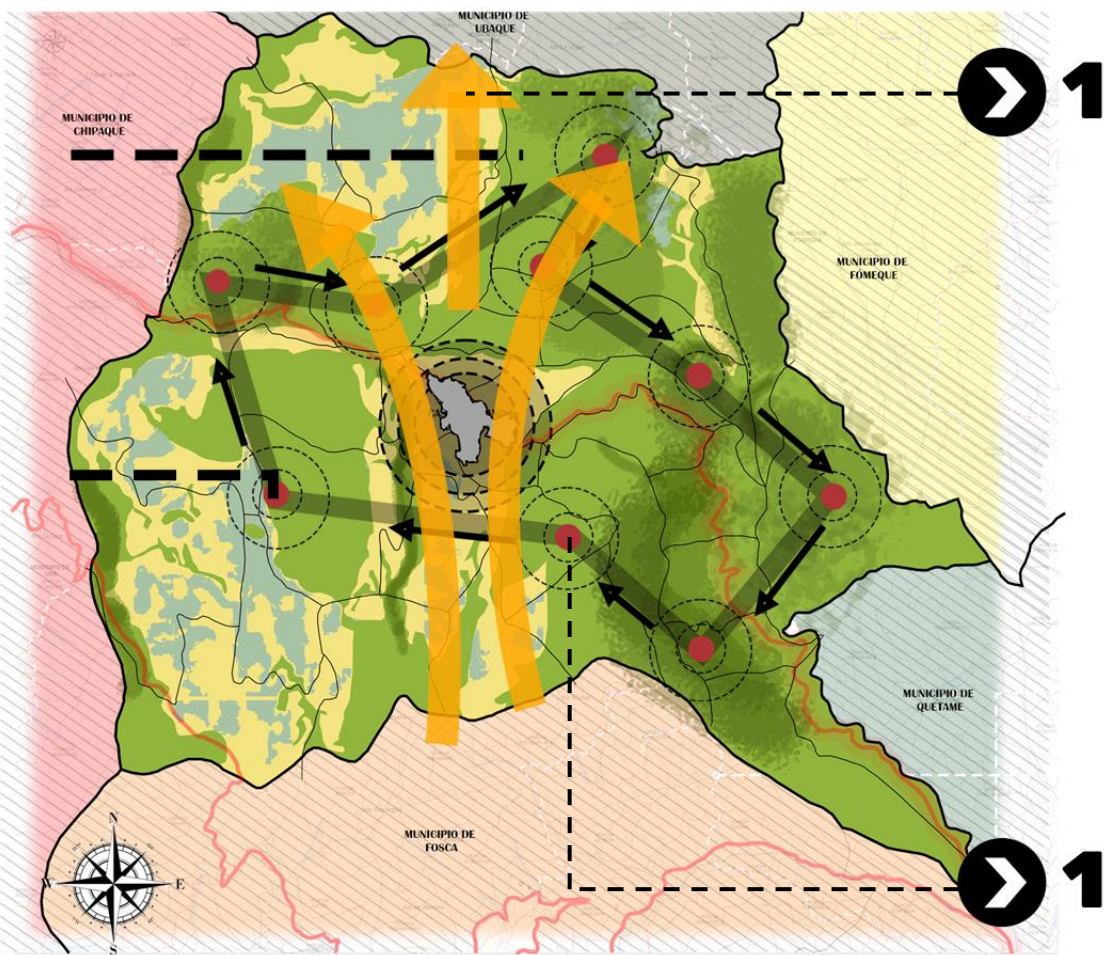 MUNICIPIO DE
UBAQUE
1
MUNICIPIO DE
CHIPAQUE
MUNICIPIO DE
FÓMEQUE
MUNICIPIO DE
QUETAME
MUNICIPIO DE
FOSCA
N
W
E
S
1